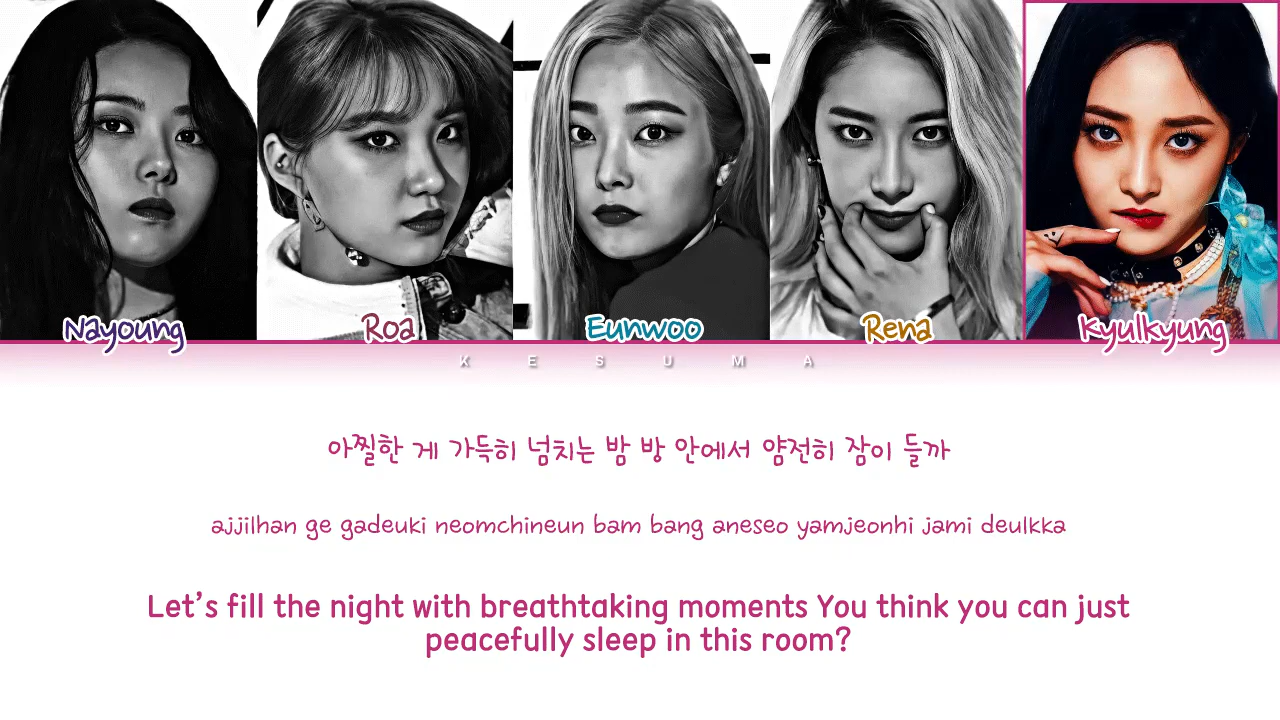 Nayoung
Roa
Eunwoo
Rena
Kyulkyung
K E S U M A
아찔한 게 가득히 넘치는 밤 방 안에서 얌전히 잠이 들까
ajjilhan ge gadeuki neomchineun bam bang aneseo yamjeonhi jami deulkka
Let's fill the night with breathtaking moments You think you can just
peacefully sleep in this room?